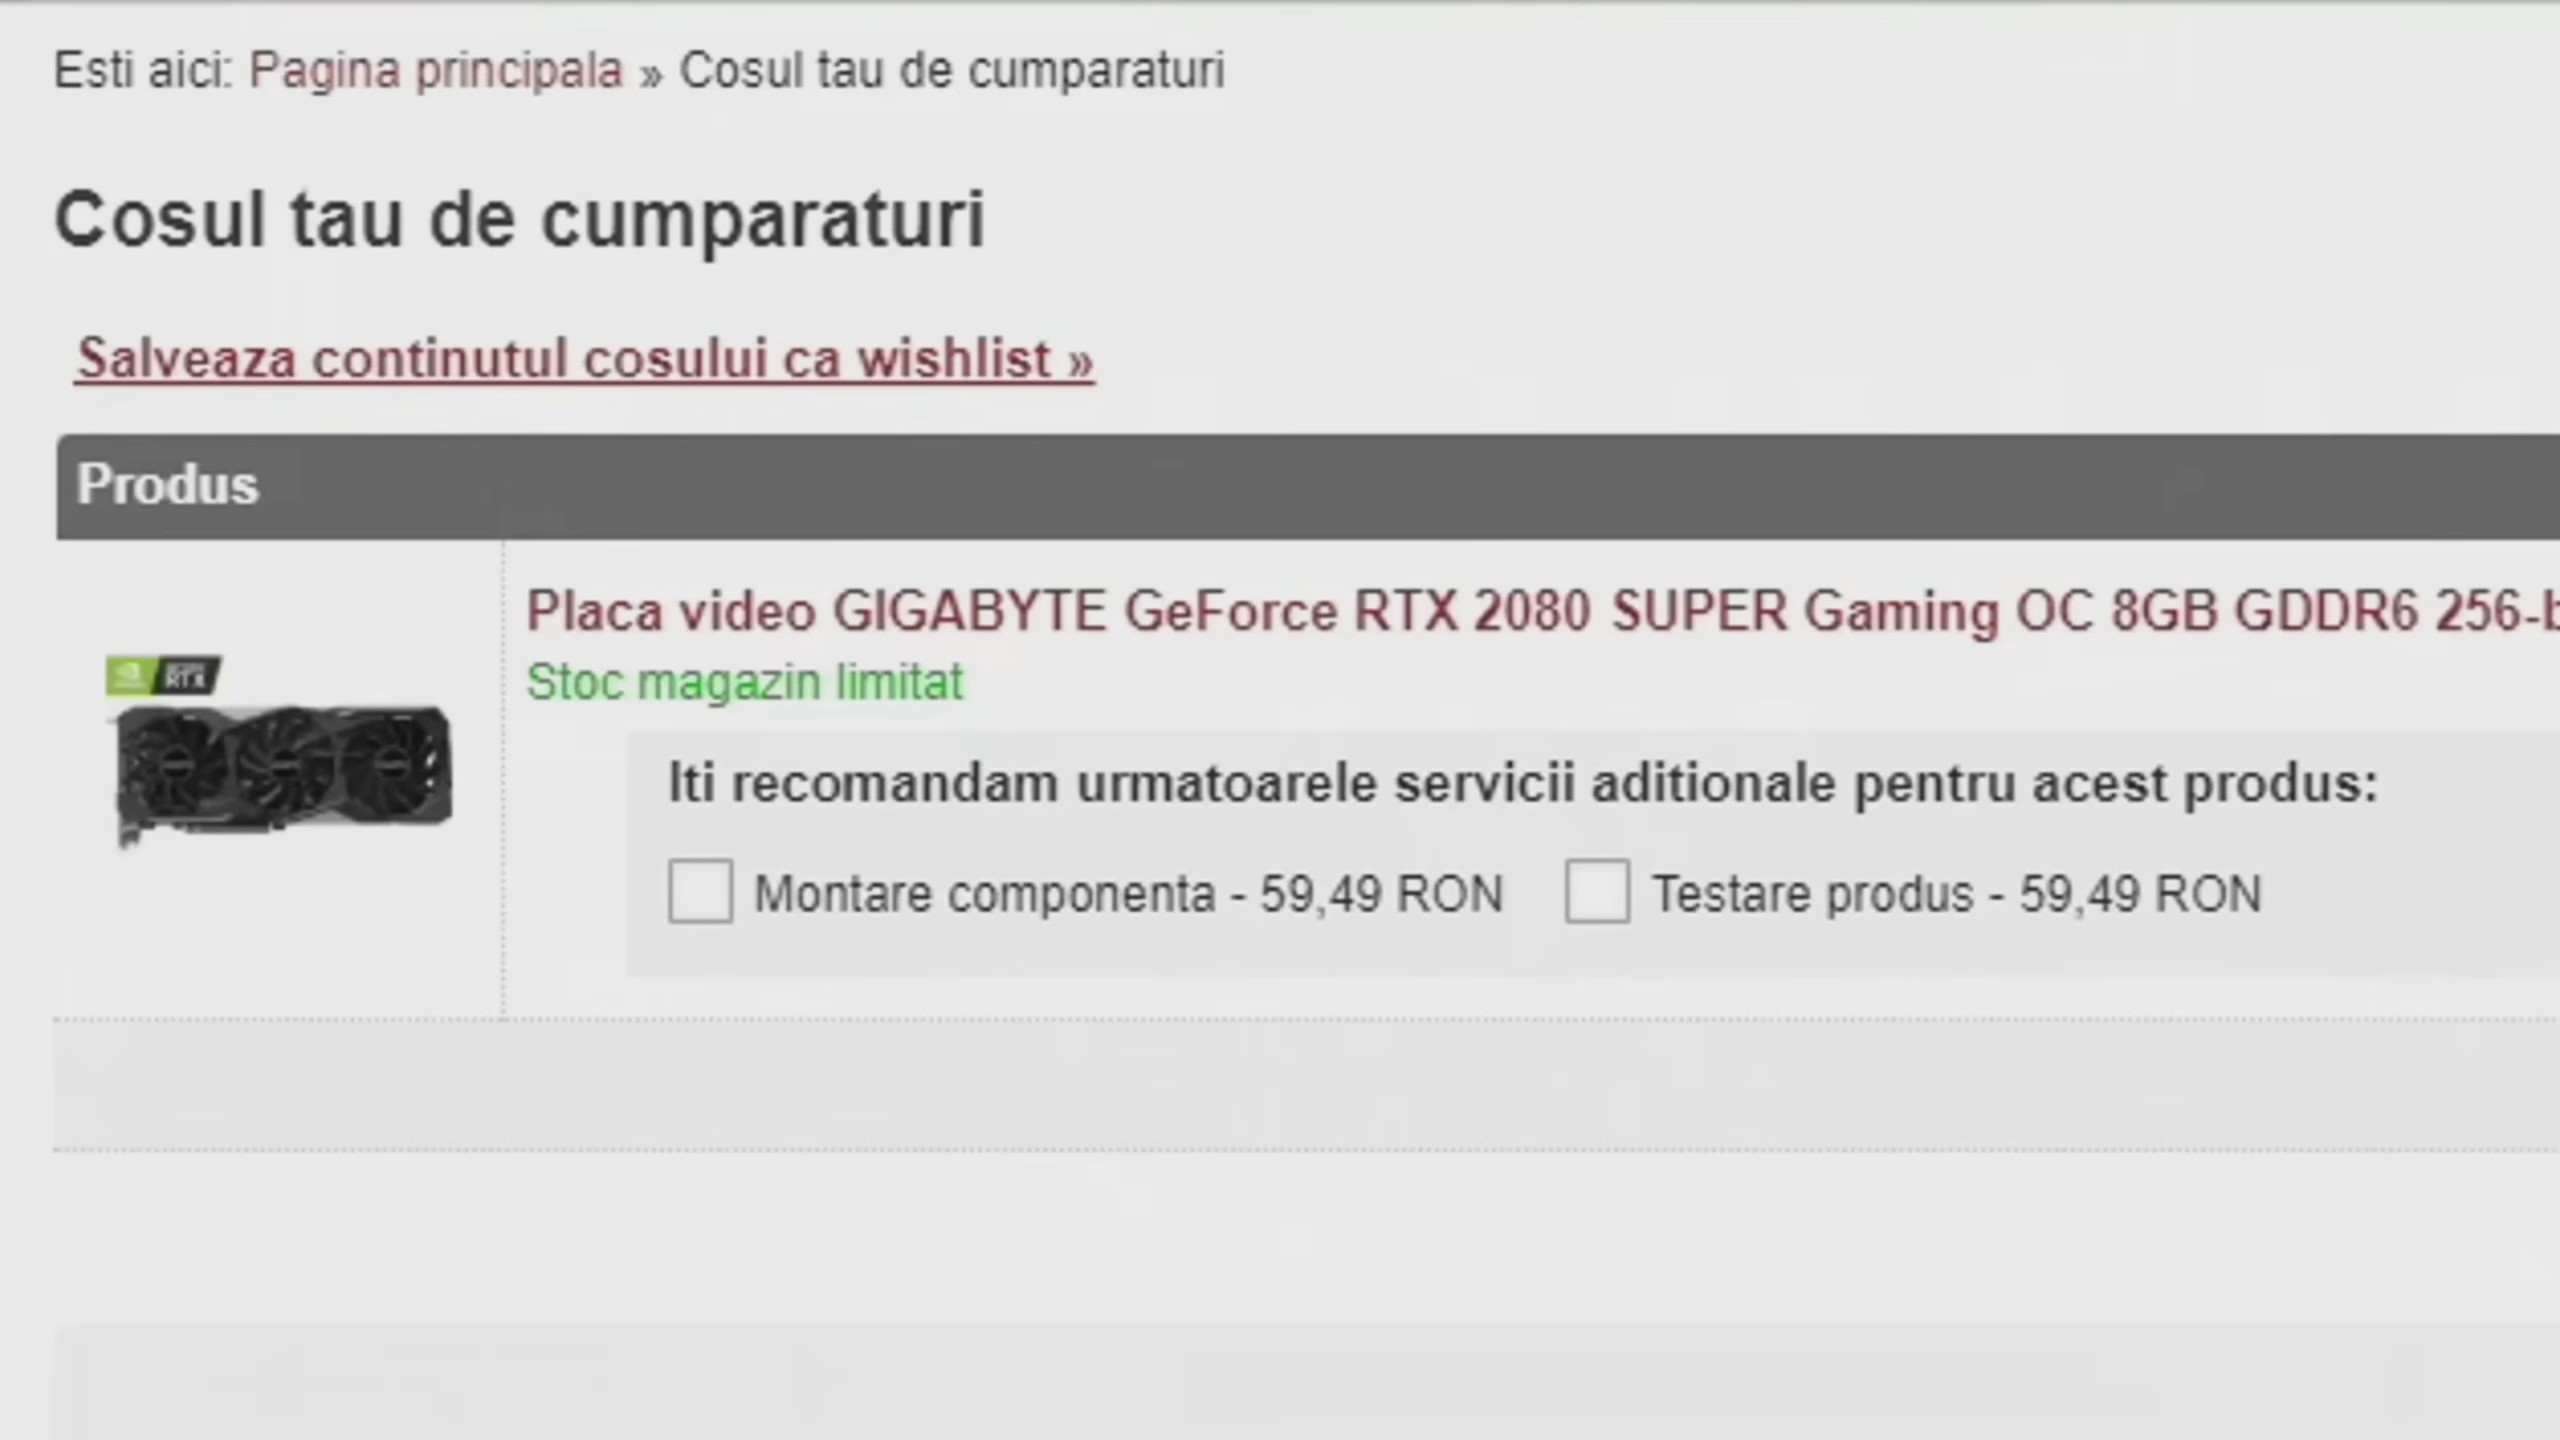 Esti aici: Pagina principala » Cosul tau de cumparaturi
Cosul tau de cumparaturi
Salveaza continutul cosului ca wishlist »
Produs
Placa video GIGABYTE GeForce RTX 2080 SUPER Gaming OC 8GB GDDR6 256-b
Stoc magazin limitat
RTX
Iti recomandam urmatoarele servicii aditionale pentru acest produs:
Montare componenta - 59,49 RON Testare produs - 59,49 RON